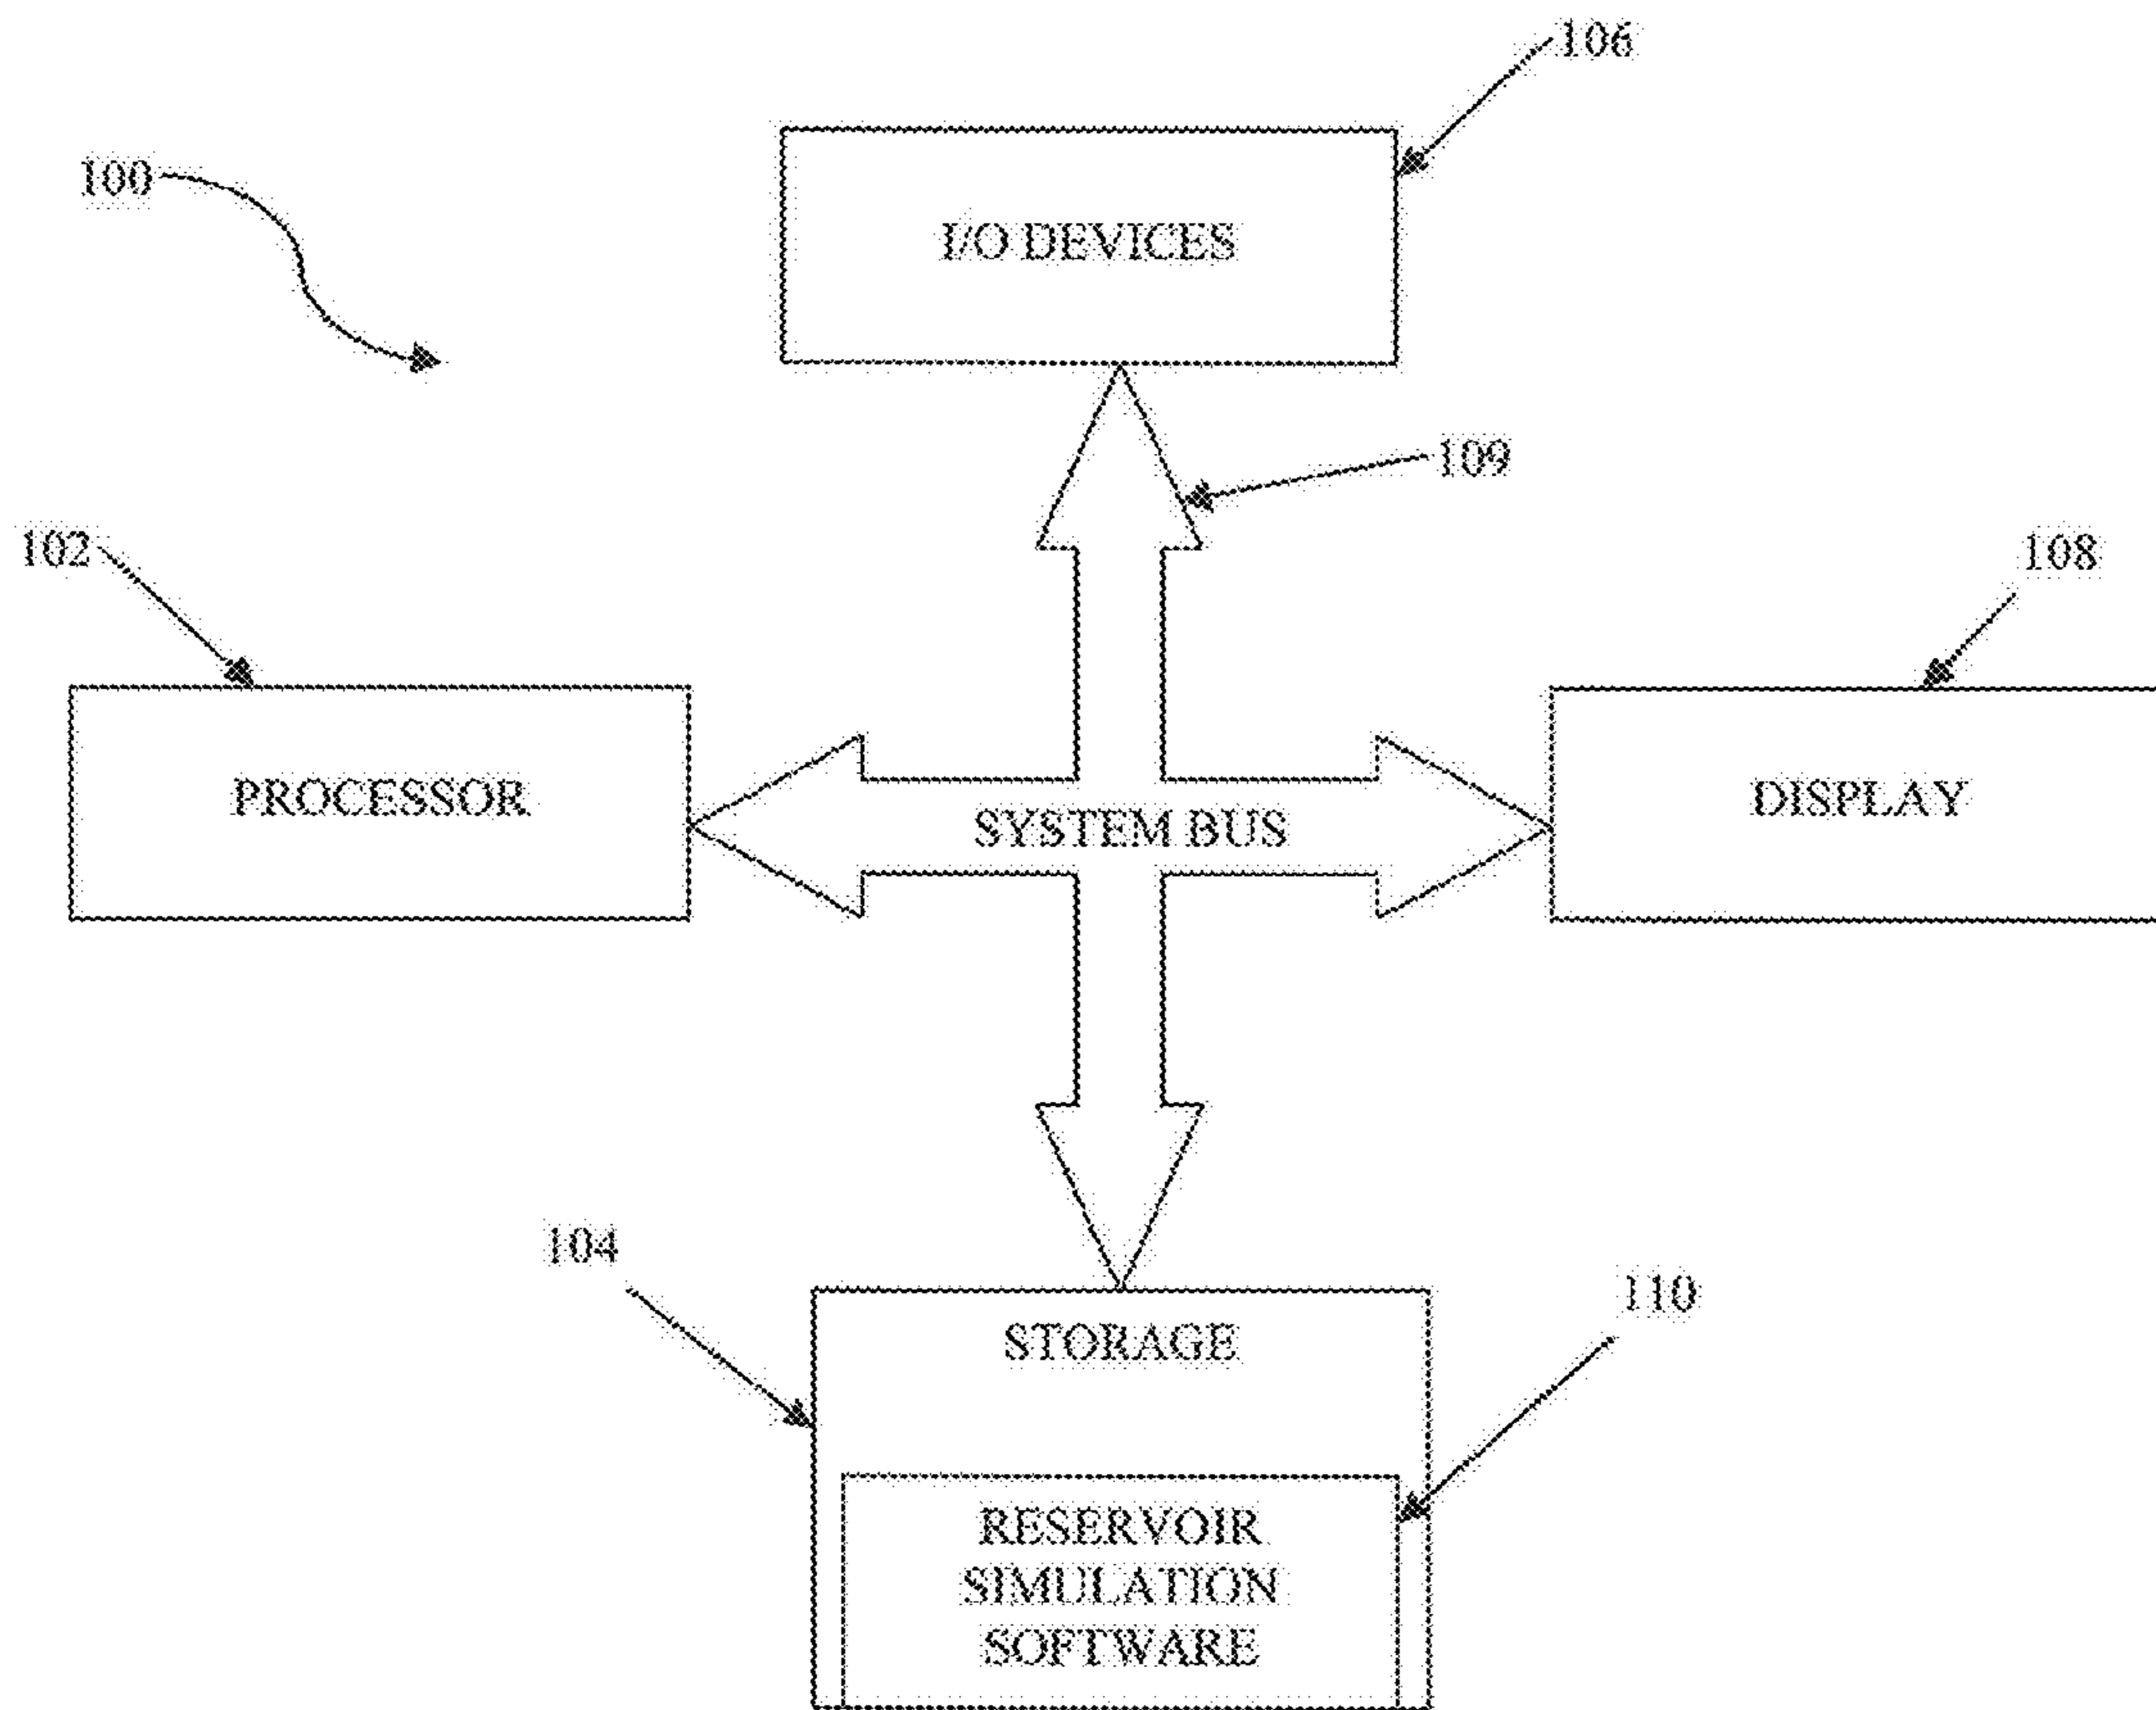 106
100
I/O DEVICES
109
102
108
PROCESSOR
SYSTEM BUS
DISPLAY
104
110
STORAGE
RESERVOIR
SIMULATION
SOFTWARE